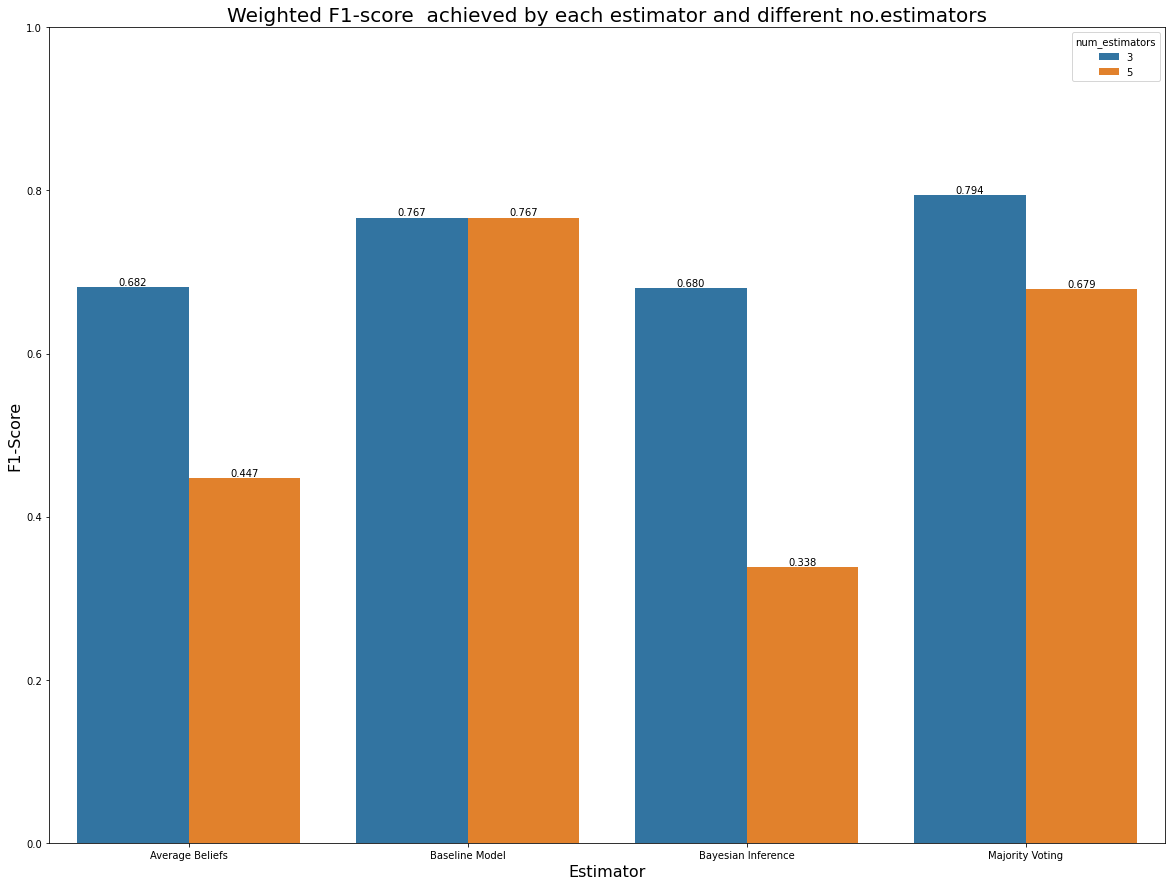 Weighted F1-score  achieved by each estimator and different no.estimators
num_estimators
3
5
1.0
0.8
0.6
0.4
0.2
0.0
F1-Score
0.682
0.447
0.767
0.767
0.680
0.338
0.794
0.679
Average Beliefs
Baseline Model
Bayesian Inference
Majority Voting
Estimator